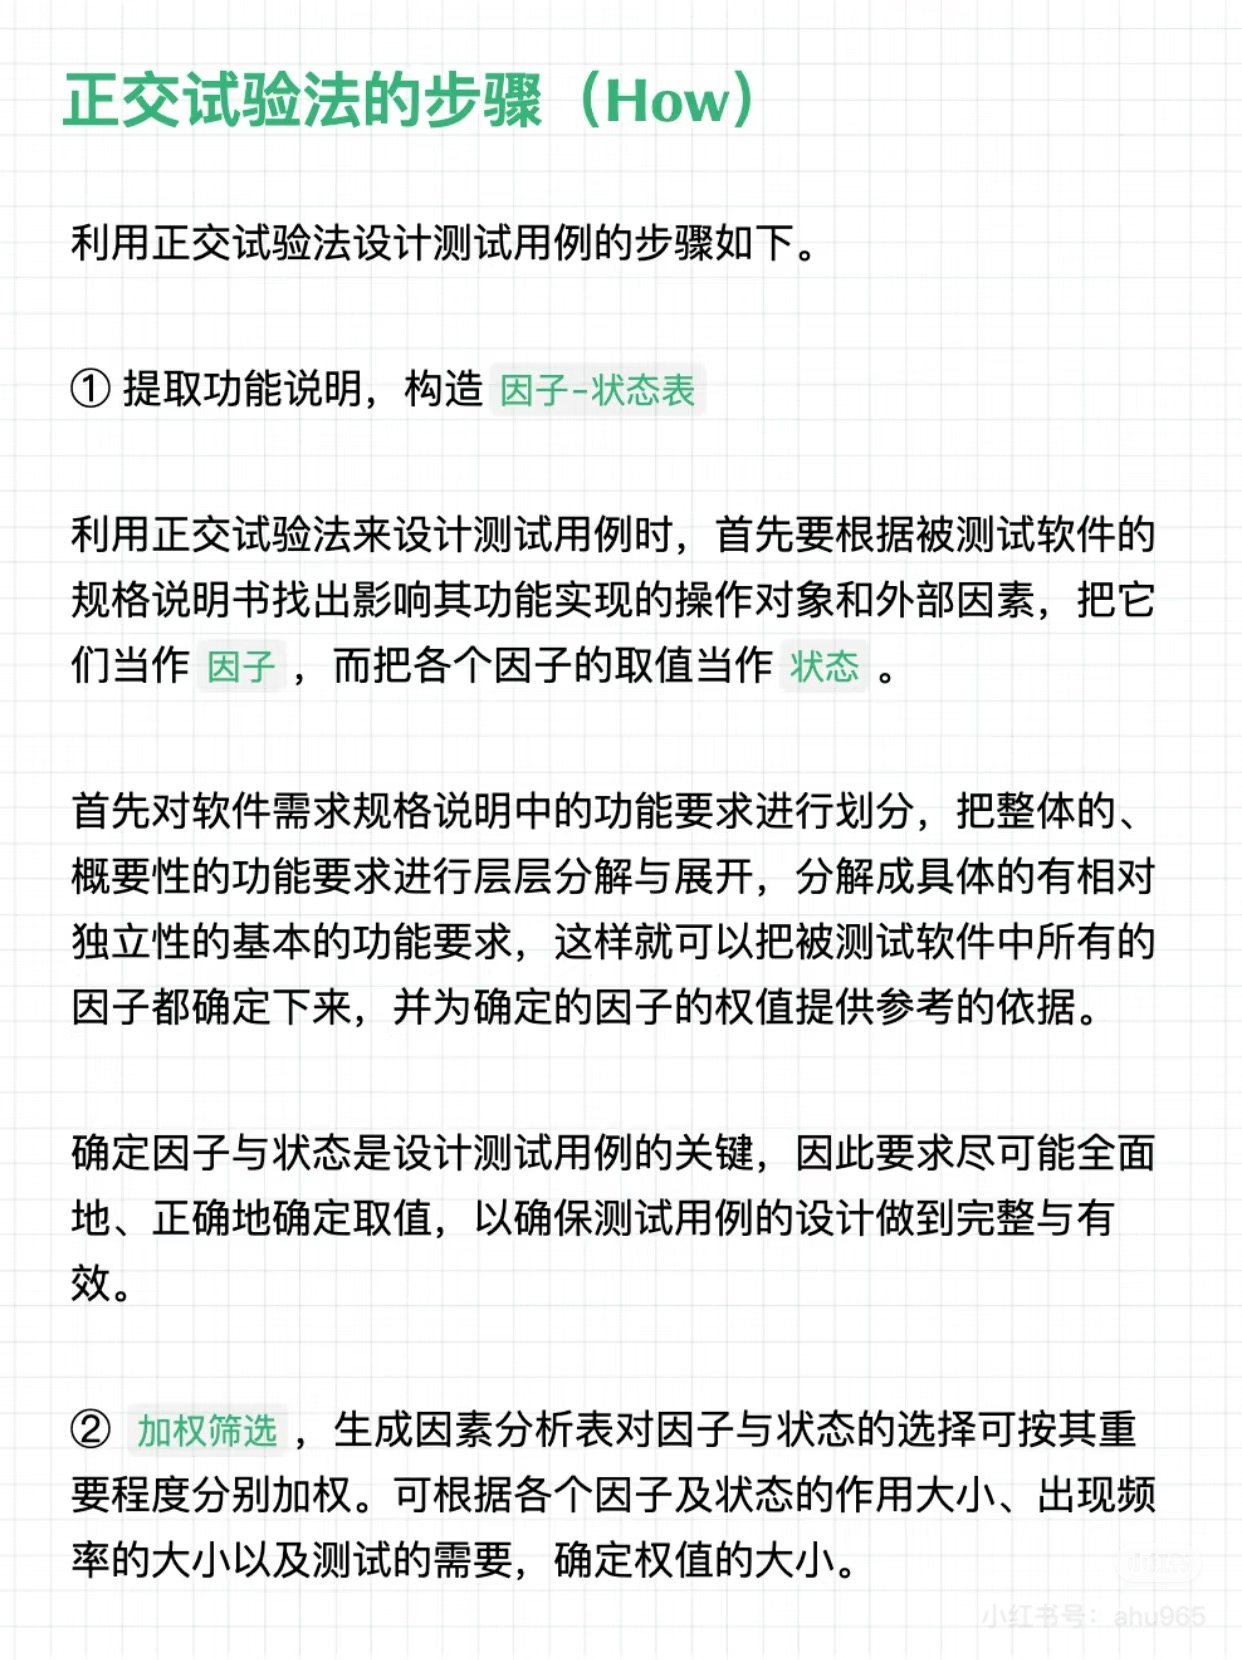 正交试验法的步骤（How）
利用正交试验法设计测试用例的步骤如下。
① 提取功能说明，构造 因子-状态表
利用正交试验法来设计测试用例时，首先要根据被测试软件的
规格说明书找出影响其功能实现的操作对象和外部因素，把它
们当作 因子 ，而把各个因子的取值当作 状态 。
首先对软件需求规格说明中的功能要求进行划分，把整体的、
概要性的功能要求进行层层分解与展开，分解成具体的有相对
独立性的基本的功能要求，这样就可以把被测试软件中所有的
因子都确定下来，并为确定的因子的权值提供参考的依据。
确定因子与状态是设计测试用例的关键，因此要求尽可能全面
地、正确地确定取值，以确保测试用例的设计做到完整与有
效。
② 加权筛选 ，生成因素分析表对因子与状态的选择可按其重
要程度分别加权。可根据各个因子及状态的作用大小、出现频
率的大小以及测试的需要，确定权值的大小。
小红书号：ahu965